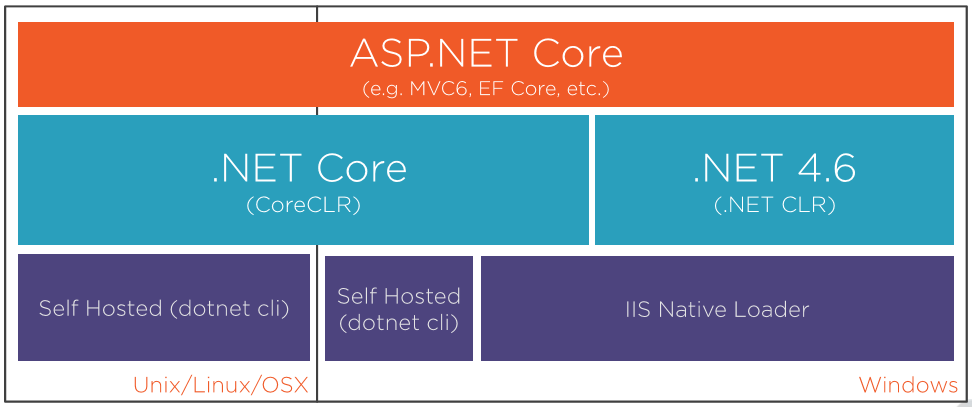 ASP.NET Core
(e.g. MVC6, EF Core, etc.)
.NET Core
(CoreCLR)
.NET 4.6
(.NET CLR)
Self Hosted (dotnet cli)
Self Hosted
(dotnet cli)
IIS Native Loader
Unix/Linux/OSX
Windows